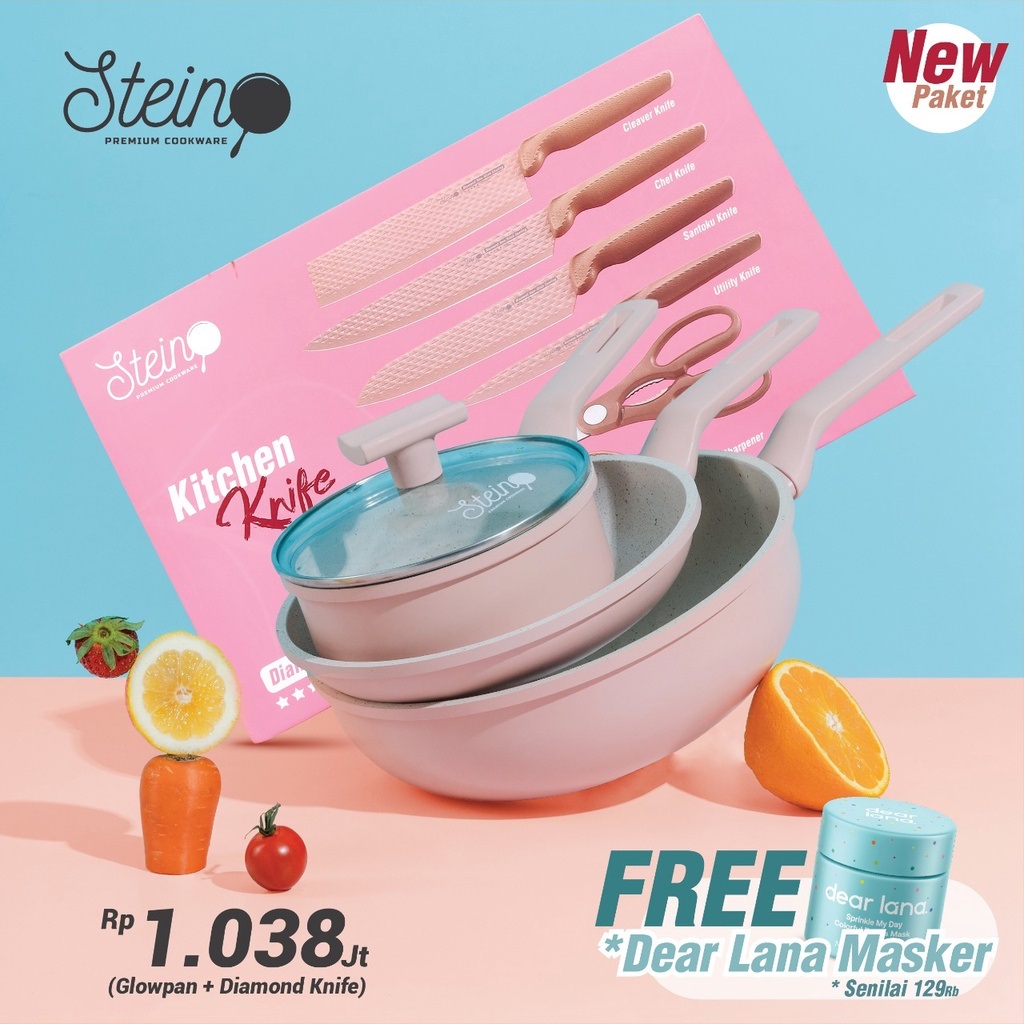 Stein
PREMIUM COOKWARE
New
Paket
Cleaver Knife
Chef Knife
Santoku Knife
Utility Knife
Stein
PREMIUM COOKWARE
Kitchen
Knife
Stein
dear
lana
FREE
dear lana
Sprinkle My Day
*Dear Lana Masker
* Senilai 129Rb
Rp 1.038Jt
(Glowpan + Diamond Knife)